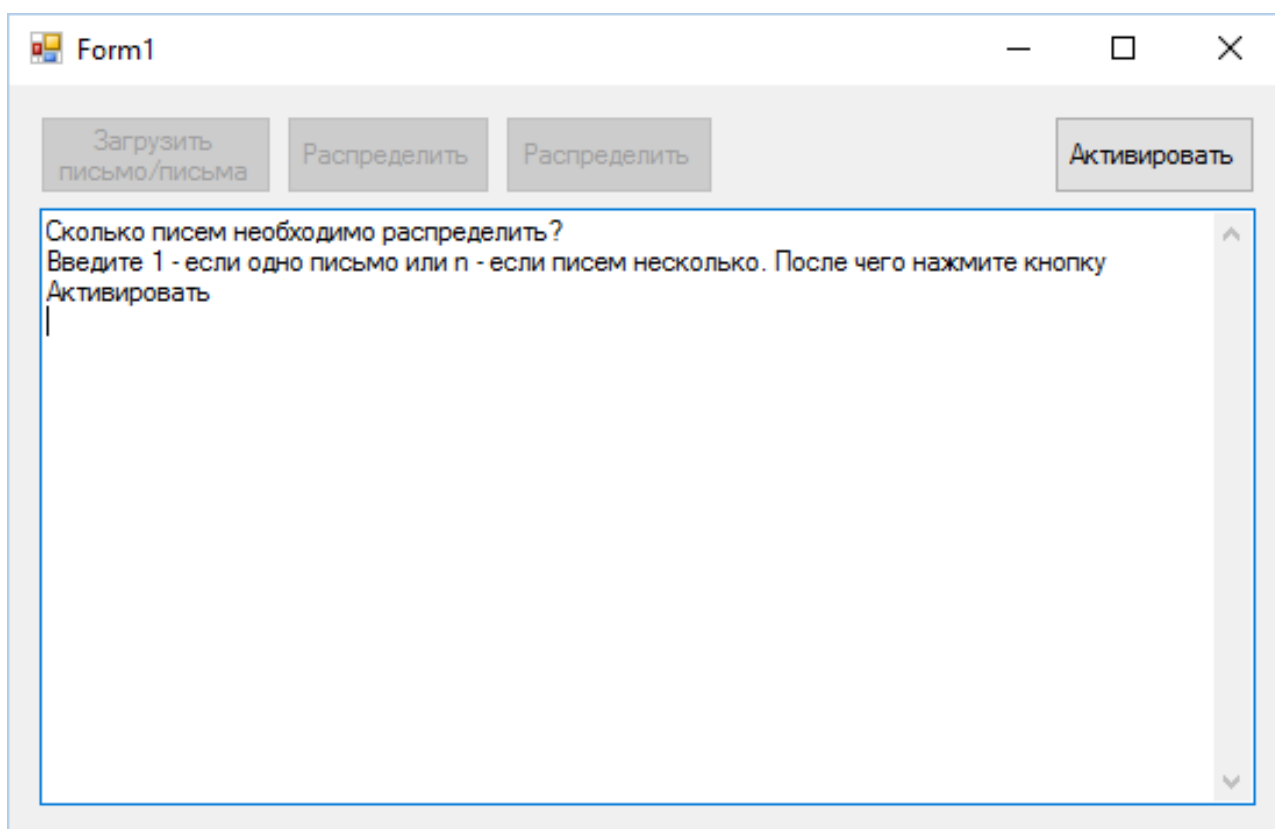 Form1
Загрузить
письмо/письма
Распределить
Распределить
Активировать
Сколько писем необходимо распределить?
Введите 1 - если одно письмо или n - если писем несколько. После чего нажмите кнопку
Активировать